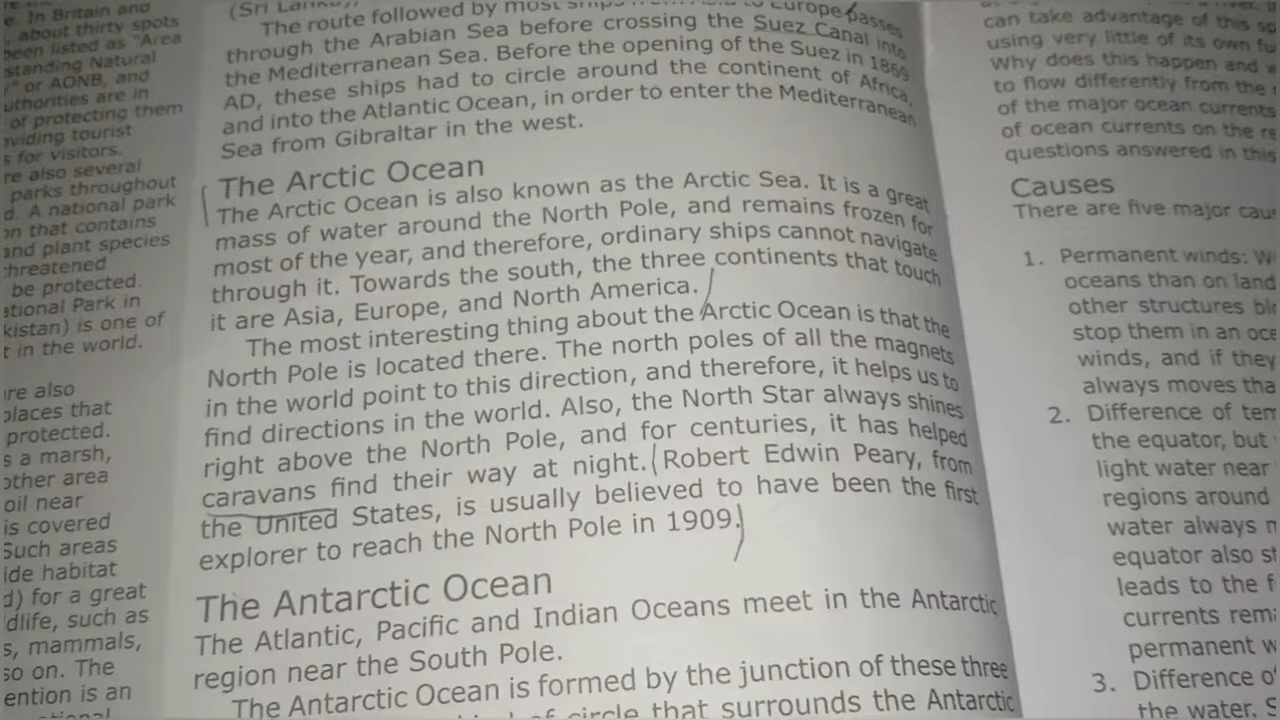 e. In Britain and
about thirty spots
been listed as "Area
standing Natural
or AONB, and
uthorities are in
of protecting them
oviding tourist
s for visitors.
re also several
parks throughout
d. A national park
on that contains
and plant species
threatened
be protected.
ational Park in
kistan) is one of
t in the world.
are also
places that
protected.
s a marsh,
other area
oil near
is covered
Such areas
ide habitat
d) for a great
dlife, such as
s, mammals,
so on. The
ention is an
(Sri Lanka),
The route followed by most ships from Asia to Europe passes
through the Arabian Sea before crossing the Suez Canal into
the Mediterranean Sea. Before the opening of the Suez in 1869
AD, these ships had to circle around the continent of Africa,
and into the Atlantic Ocean, in order to enter the Mediterranean
Sea from Gibraltar in the west.
The Arctic Ocean
The Arctic Ocean is also known as the Arctic Sea. It is a great
mass of water around the North Pole, and remains frozen for
most of the year, and therefore, ordinary ships cannot navigate
through it. Towards the south, the three continents that touch
it are Asia, Europe, and North America.
The most interesting thing about the Arctic Ocean is that the
North Pole is located there. The north poles of all the magnets
in the world point to this direction, and therefore, it helps us to
find directions in the world. Also, the North Star always shines
right above the North Pole, and for centuries, it has helped
caravans find their way at night. Robert Edwin Peary, from
the United States, is usually believed to have been the first
explorer to reach the North Pole in 1909.
The Antarctic Ocean
The Atlantic, Pacific and Indian Oceans meet in the Antarctic
region near the South Pole.
The Antarctic Ocean is formed by the junction of these three
of circle that surrounds the Antarctic
can take advantage of this
using very little of its own fu
Why does this happen and w
to flow differently from the
of the major ocean currents
of ocean currents on the re
questions answered in this
Causes
There are five major caus
1. Permanent winds: Wi
oceans than on land
other structures blo
stop them in an oce
winds, and if they
always moves tha
2. Difference of tem
the equator, but
light water near
regions around
water always m
equator also st
leads to the f
currents rema
permanent w
3. Difference of
the water. S